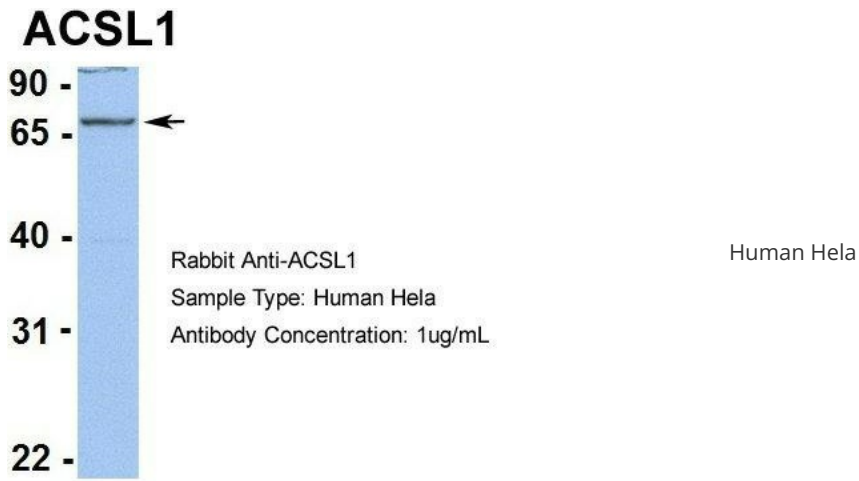 ACSL1
90 -
65 -
40 -
31 -
22 -
Rabbit Anti-ACSL1
Sample Type: Human Hela
Antibody Concentration: 1ug/mL
Human Hela